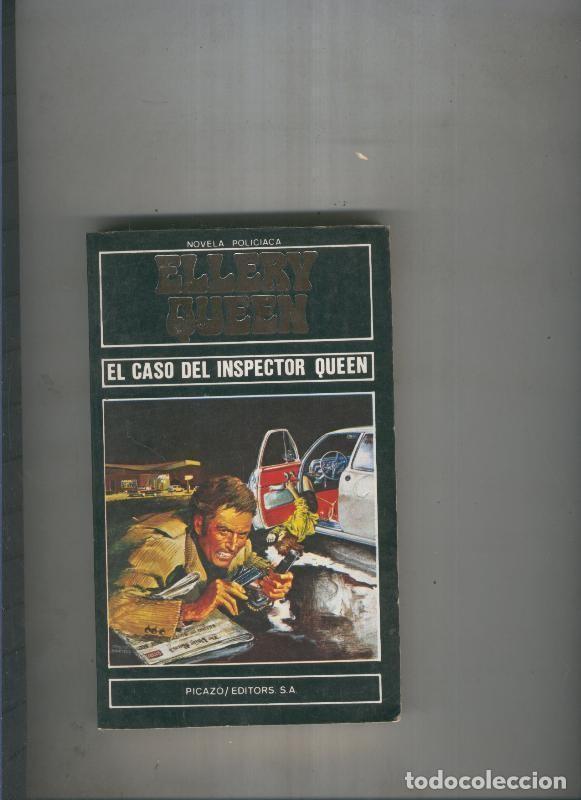 NOVELA POLICIACA
ELLERY
QUEEN
EL CASO DEL INSPECTOR QUEEN
PICAZO/EDITORS, S.A.
todocoleccion